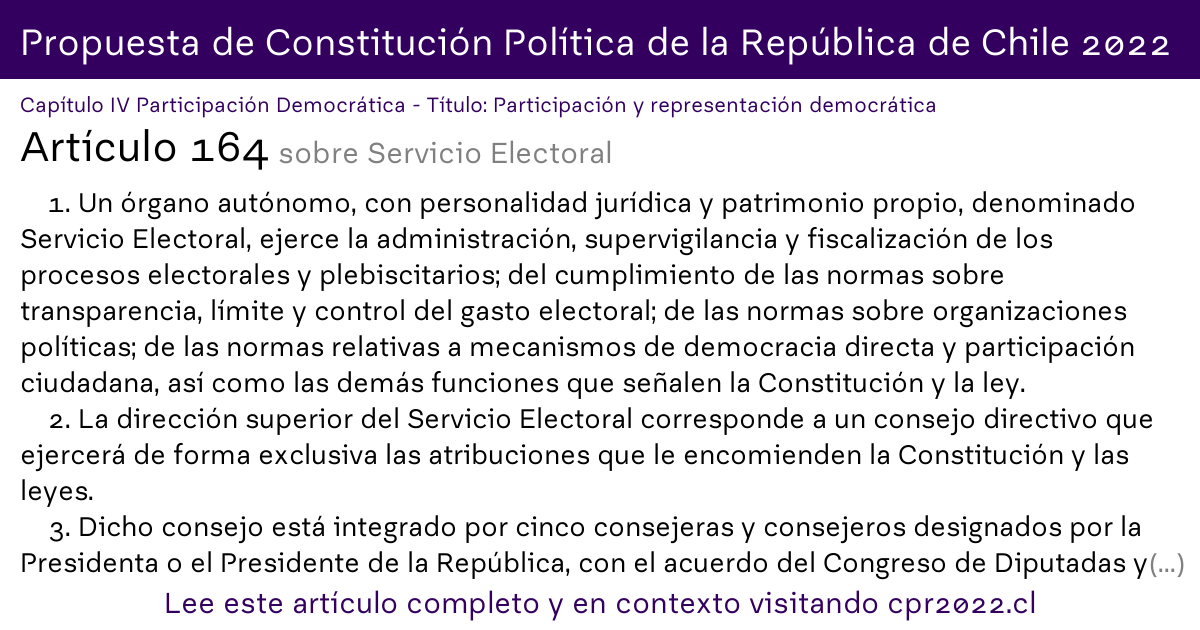 Propuesta de Constitución Política de la República de Chile 2022
Capítulo IV Participación Democrática - Título: Participación y representación democrática
Artículo 164 sobre Servicio Electoral
1. Un órgano autónomo, con personalidad jurídica y patrimonio propio, denominado
Servicio Electoral, ejerce la administración, supervigilancia y fiscalización de los
procesos electorales y plebiscitarios; del cumplimiento de las normas sobre
transparencia, límite y control del gasto electoral; de las normas sobre organizaciones
políticas; de las normas relativas a mecanismos de democracia directa y participación
ciudadana, así como las demás funciones que señalen la Constitución y la ley.
2. La dirección superior del Servicio Electoral corresponde a un consejo directivo que
ejercerá de forma exclusiva las atribuciones que le encomienden la Constitución y las
leyes.
3. Dicho consejo está integrado por cinco consejeras y consejeros designados por la
Presidenta o el Presidente de la República, con el acuerdo del Congreso de Diputadas y(...)
Lee este artículo completo y en contexto visitando cpr2022.cl